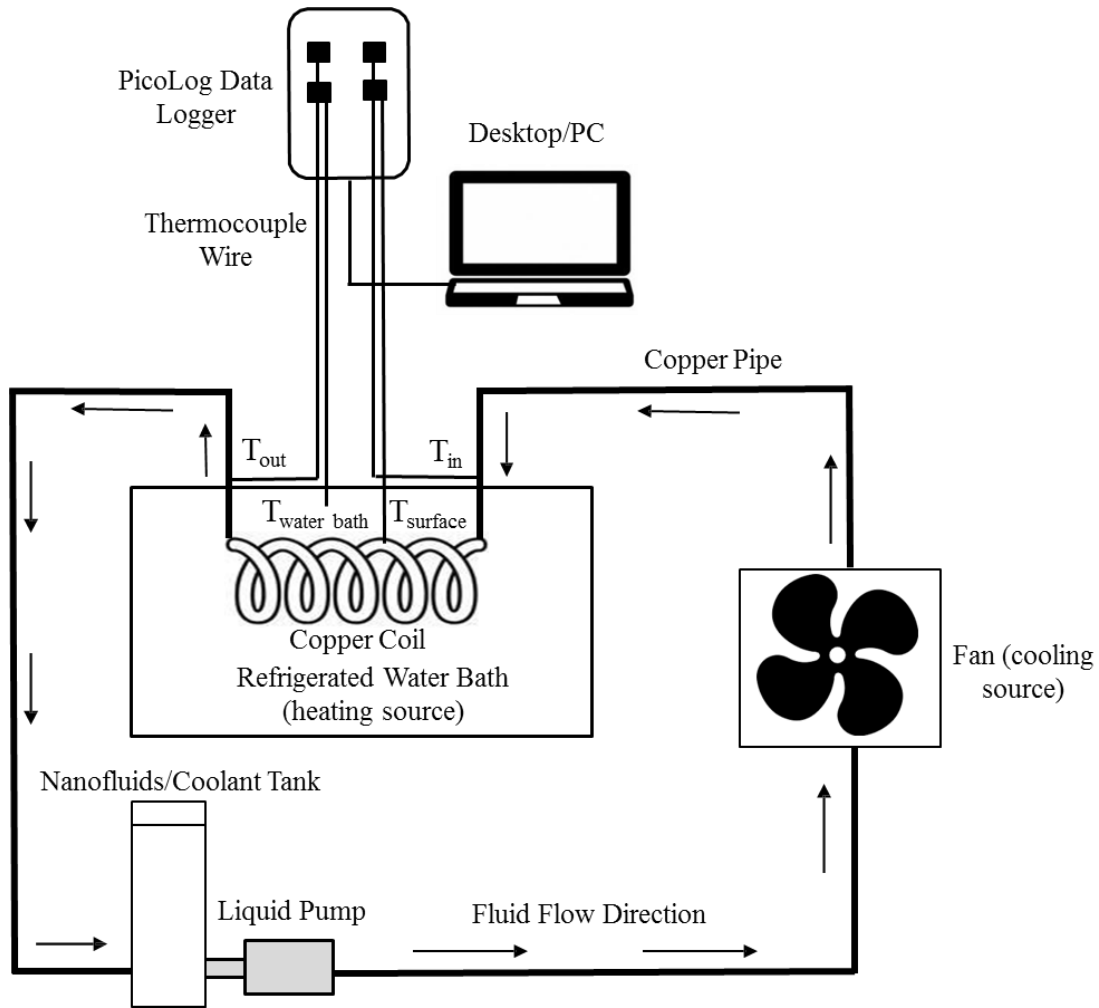 PicoLog Data
Logger
Desktop/PC
Thermocouple
Wire
Copper Pipe
Tout
Tin
Twater bath
Tsurface
Copper Coil
Refrigerated Water Bath
(heating source)
Fan (cooling
source)
Nanofluids/Coolant Tank
Liquid Pump
Fluid Flow Direction